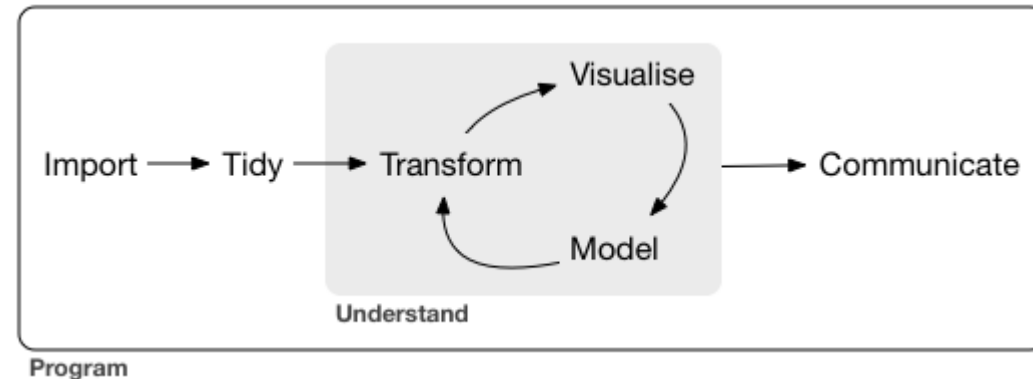 Visualise
Import Tidy Transform Communicate
Model
Understand
Program